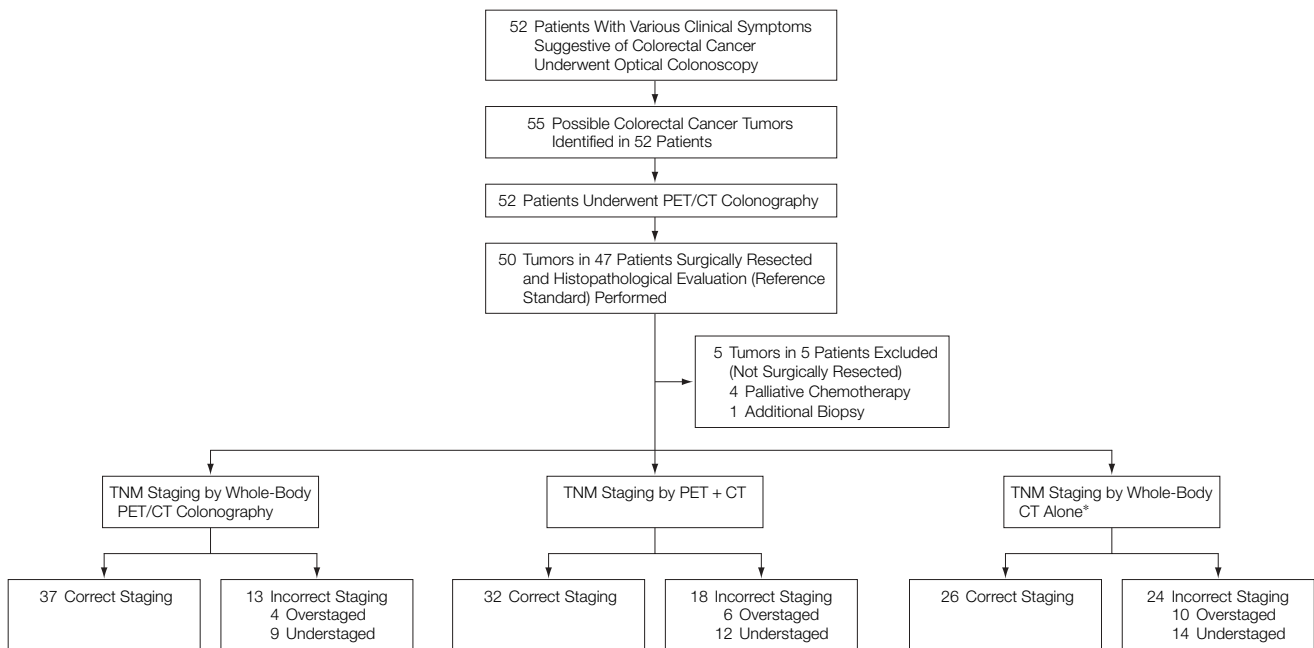 52 Patients With Various Clinical Symptoms
Suggestive of Colorectal Cancer
Underwent Optical Colonoscopy
55 Possible Colorectal Cancer Tumors
Identified in 52 Patients
52 Patients Underwent PET/CT Colonography
50 Tumors in 47 Patients Surgically Resected
and Histopathological Evaluation (Reference
Standard) Performed
5 Tumors in 5 Patients Excluded
(Not Surgically Resected)
4 Palliative Chemotherapy
1 Additional Biopsy
TNM Staging by Whole-Body
PET/CT Colonography
TNM Staging by PET + CT
TNM Staging by Whole-Body
CT Alone*
37 Correct Staging
13 Incorrect Staging
4 Overstaged
9 Understaged
32 Correct Staging
18 Incorrect Staging
6 Overstaged
12 Understaged
26 Correct Staging
24 Incorrect Staging
10 Overstaged
14 Understaged